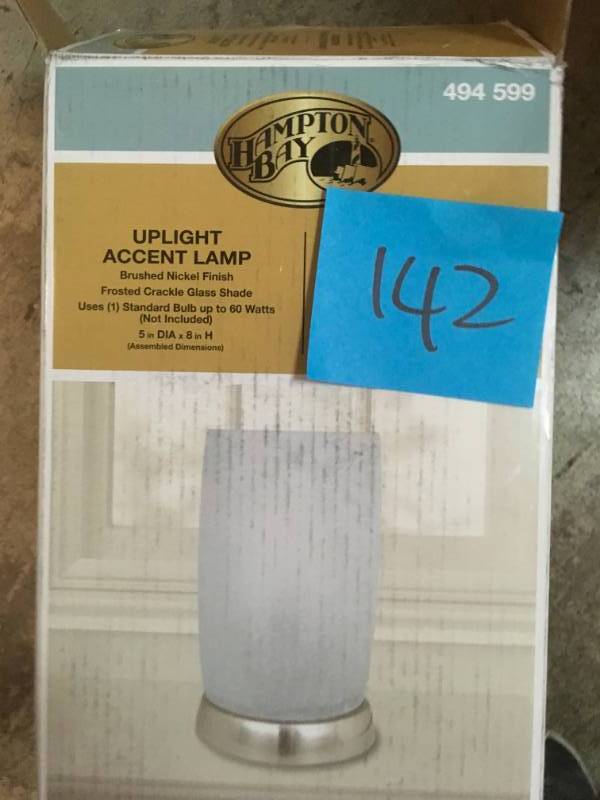 494 599
HAMPTON
BAY
UPLIGHT
ACCENT LAMP
Brushed Nickel Finish
Frosted Crackle Glass Shade
Uses (1) Standard Bulb up to 60 Watts
(Not Included)
5 in DIA x 8 in H
(Assembled Dimensions)
142